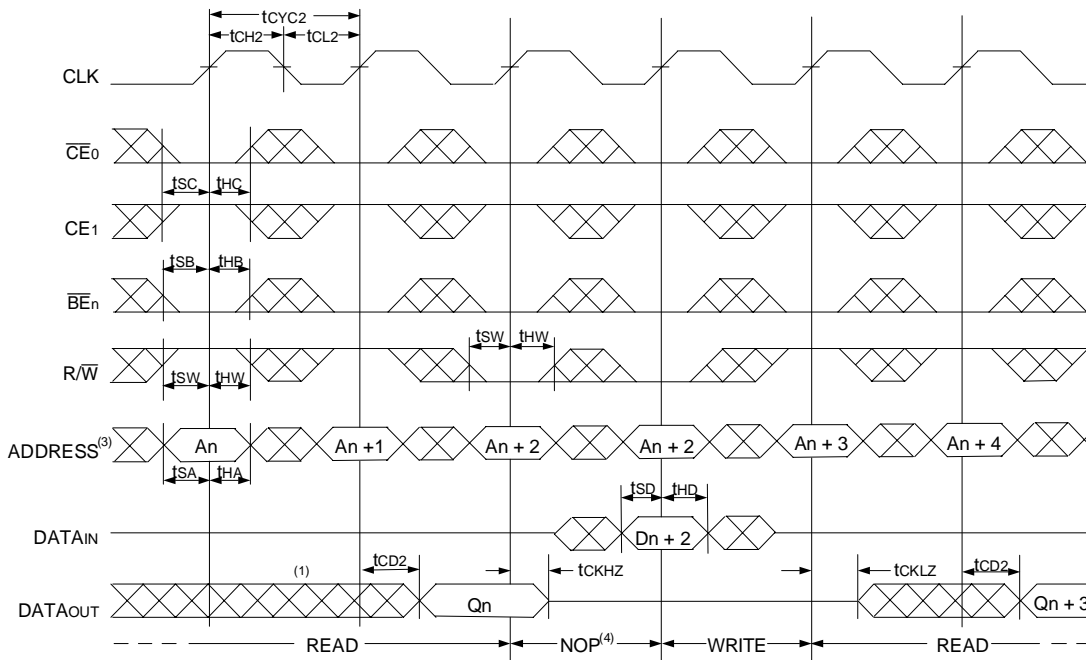 tCYC2
tCH2 tCL2
CLK
CE0
tSC tHC
CE1
tSB tHB
BEn
tSW tHW
R/W
tSW tHW
ADDRESS(3) An An +1 An + 2 An + 2 An + 3 An + 4
tSA tHA
tSD tHD
DATAIN Dn + 2
(1) tCD2 tCKHZ tCKLZ tCD2
DATAOUT Qn Qn + 3
READ NOP(4) WRITE READ